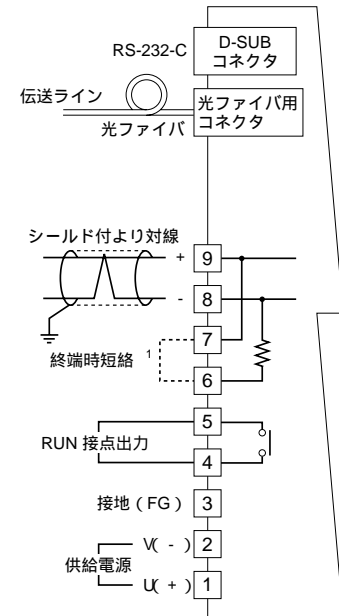 RS-232-C
D-SUB
コネクタ
伝送ライン
光ファイバ
光ファイバ用
コネクタ
シールド付より対線
+ 9
- 8
7
終端時短絡 1
6
5
RUN 接点出力
4
接地(FG) 3
V( - ) 2
供給電源
U( + ) 1